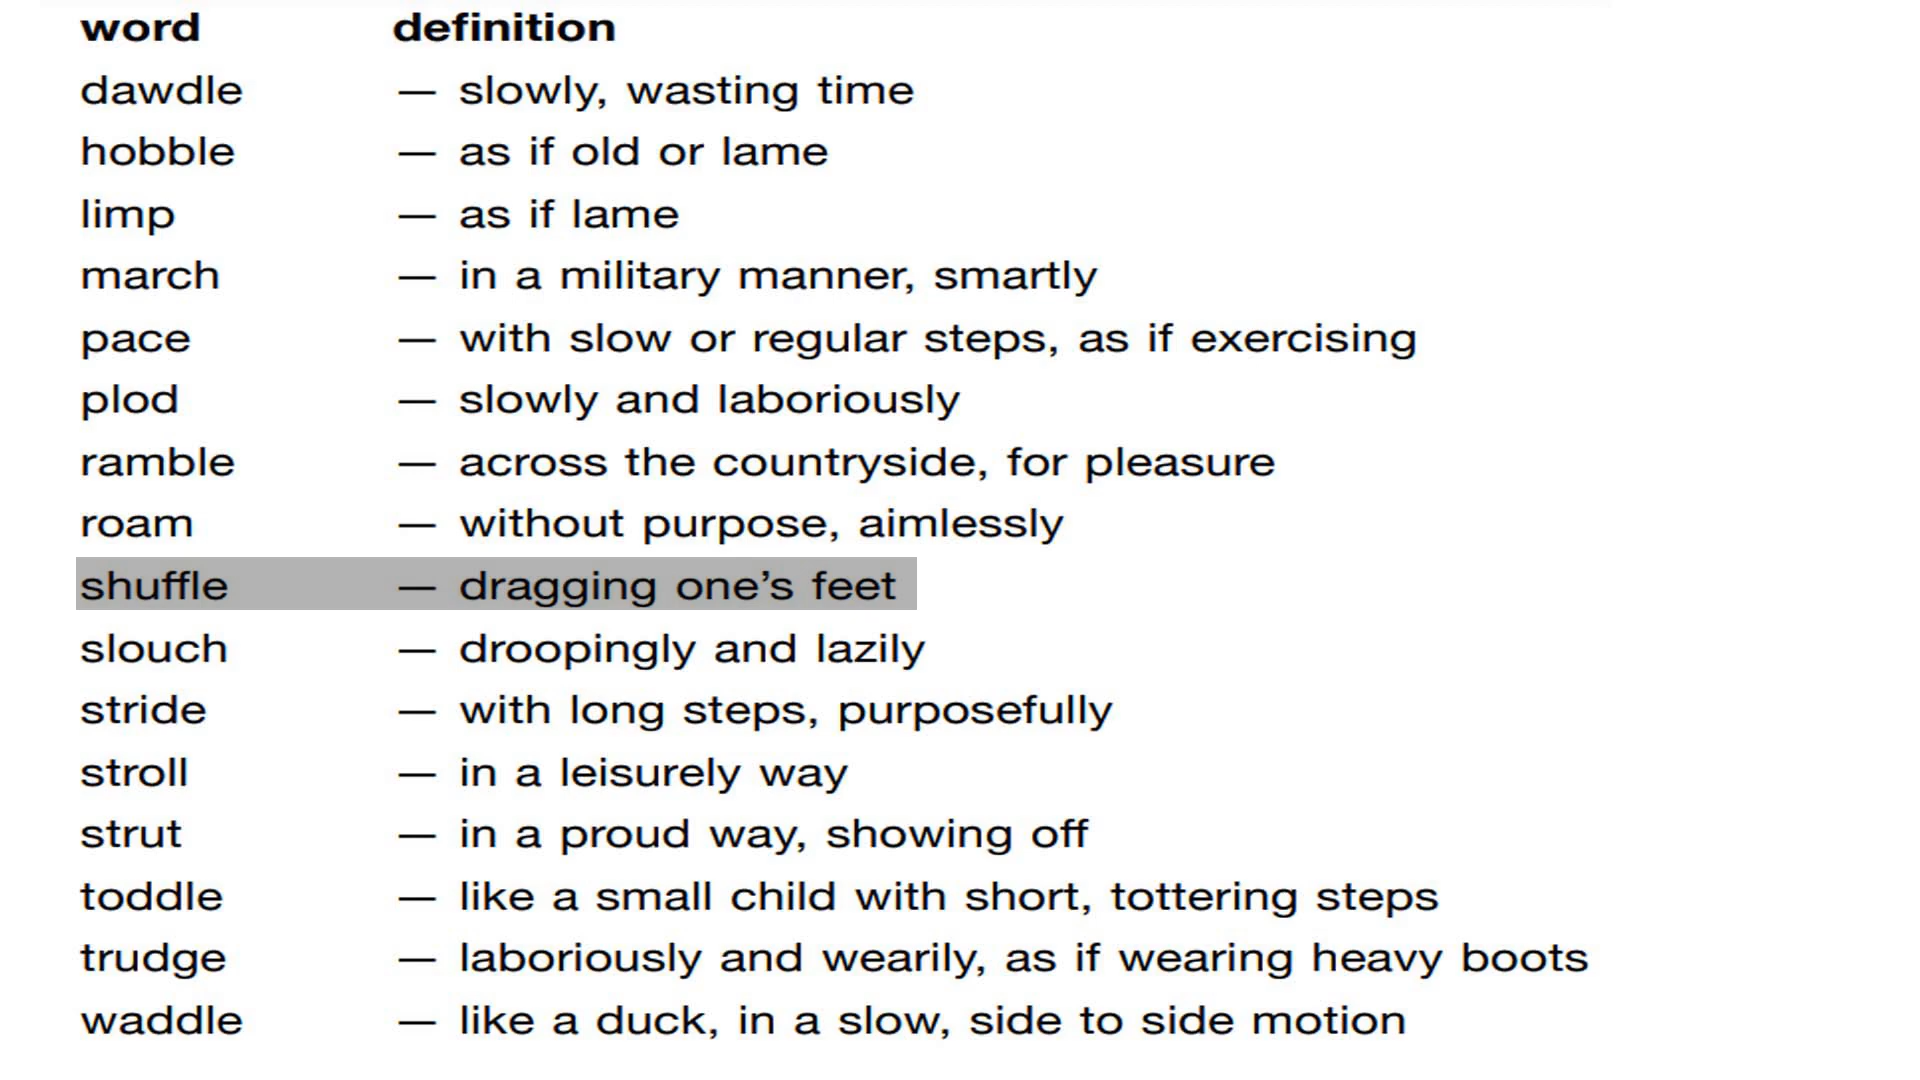 word definition
dawdle — slowly, wasting time
hobble — as if old or lame
limp — as if lame
march — in a military manner, smartly
pace — with slow or regular steps, as if exercising
plod — slowly and laboriously
ramble — across the countryside, for pleasure
roam — without purpose, aimlessly
shuffle — dragging one’s feet
slouch — droopingly and lazily
stride — with long steps, purposefully
stroll — in a leisurely way
strut — in a proud way, showing off
toddle — like a small child with short, tottering steps
trudge — laboriously and wearily, as if wearing heavy boots
waddle — like a duck, in a slow, side to side motion